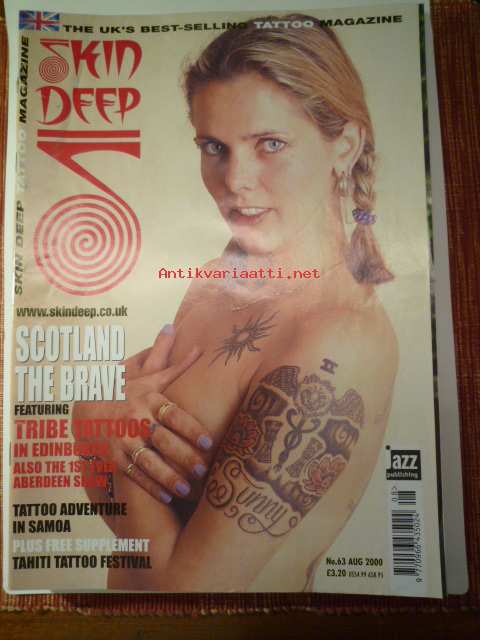 THE UK'S BEST-SELLING TATTOO MAGAZINE
SKIN DEEP TATTOO MAGAZINE
SKIN
DEEP
Antikvariaatti.net
www.skindeep.co.uk
SCOTLAND
THE BRAVE
FEATURING
TRIBE TATTOOS
IN EDINBURGH
ALSO THE 1ST EVER
ABERDEEN SHOW
TATTOO ADVENTURE
IN SAMOA
PLUS FREE SUPPLEMENT
TAHITI TATTOO FESTIVAL
jazz
publishing
08>
No.63 AUG 2000
£3.20